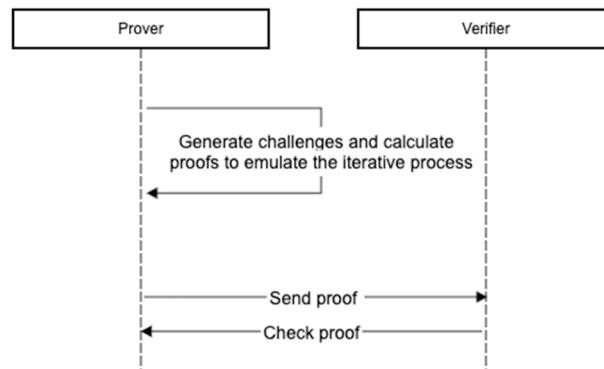 Prover
Verifier
Generate challenges and calculate
proofs to emulate the iterative process
Send proof
Check proof